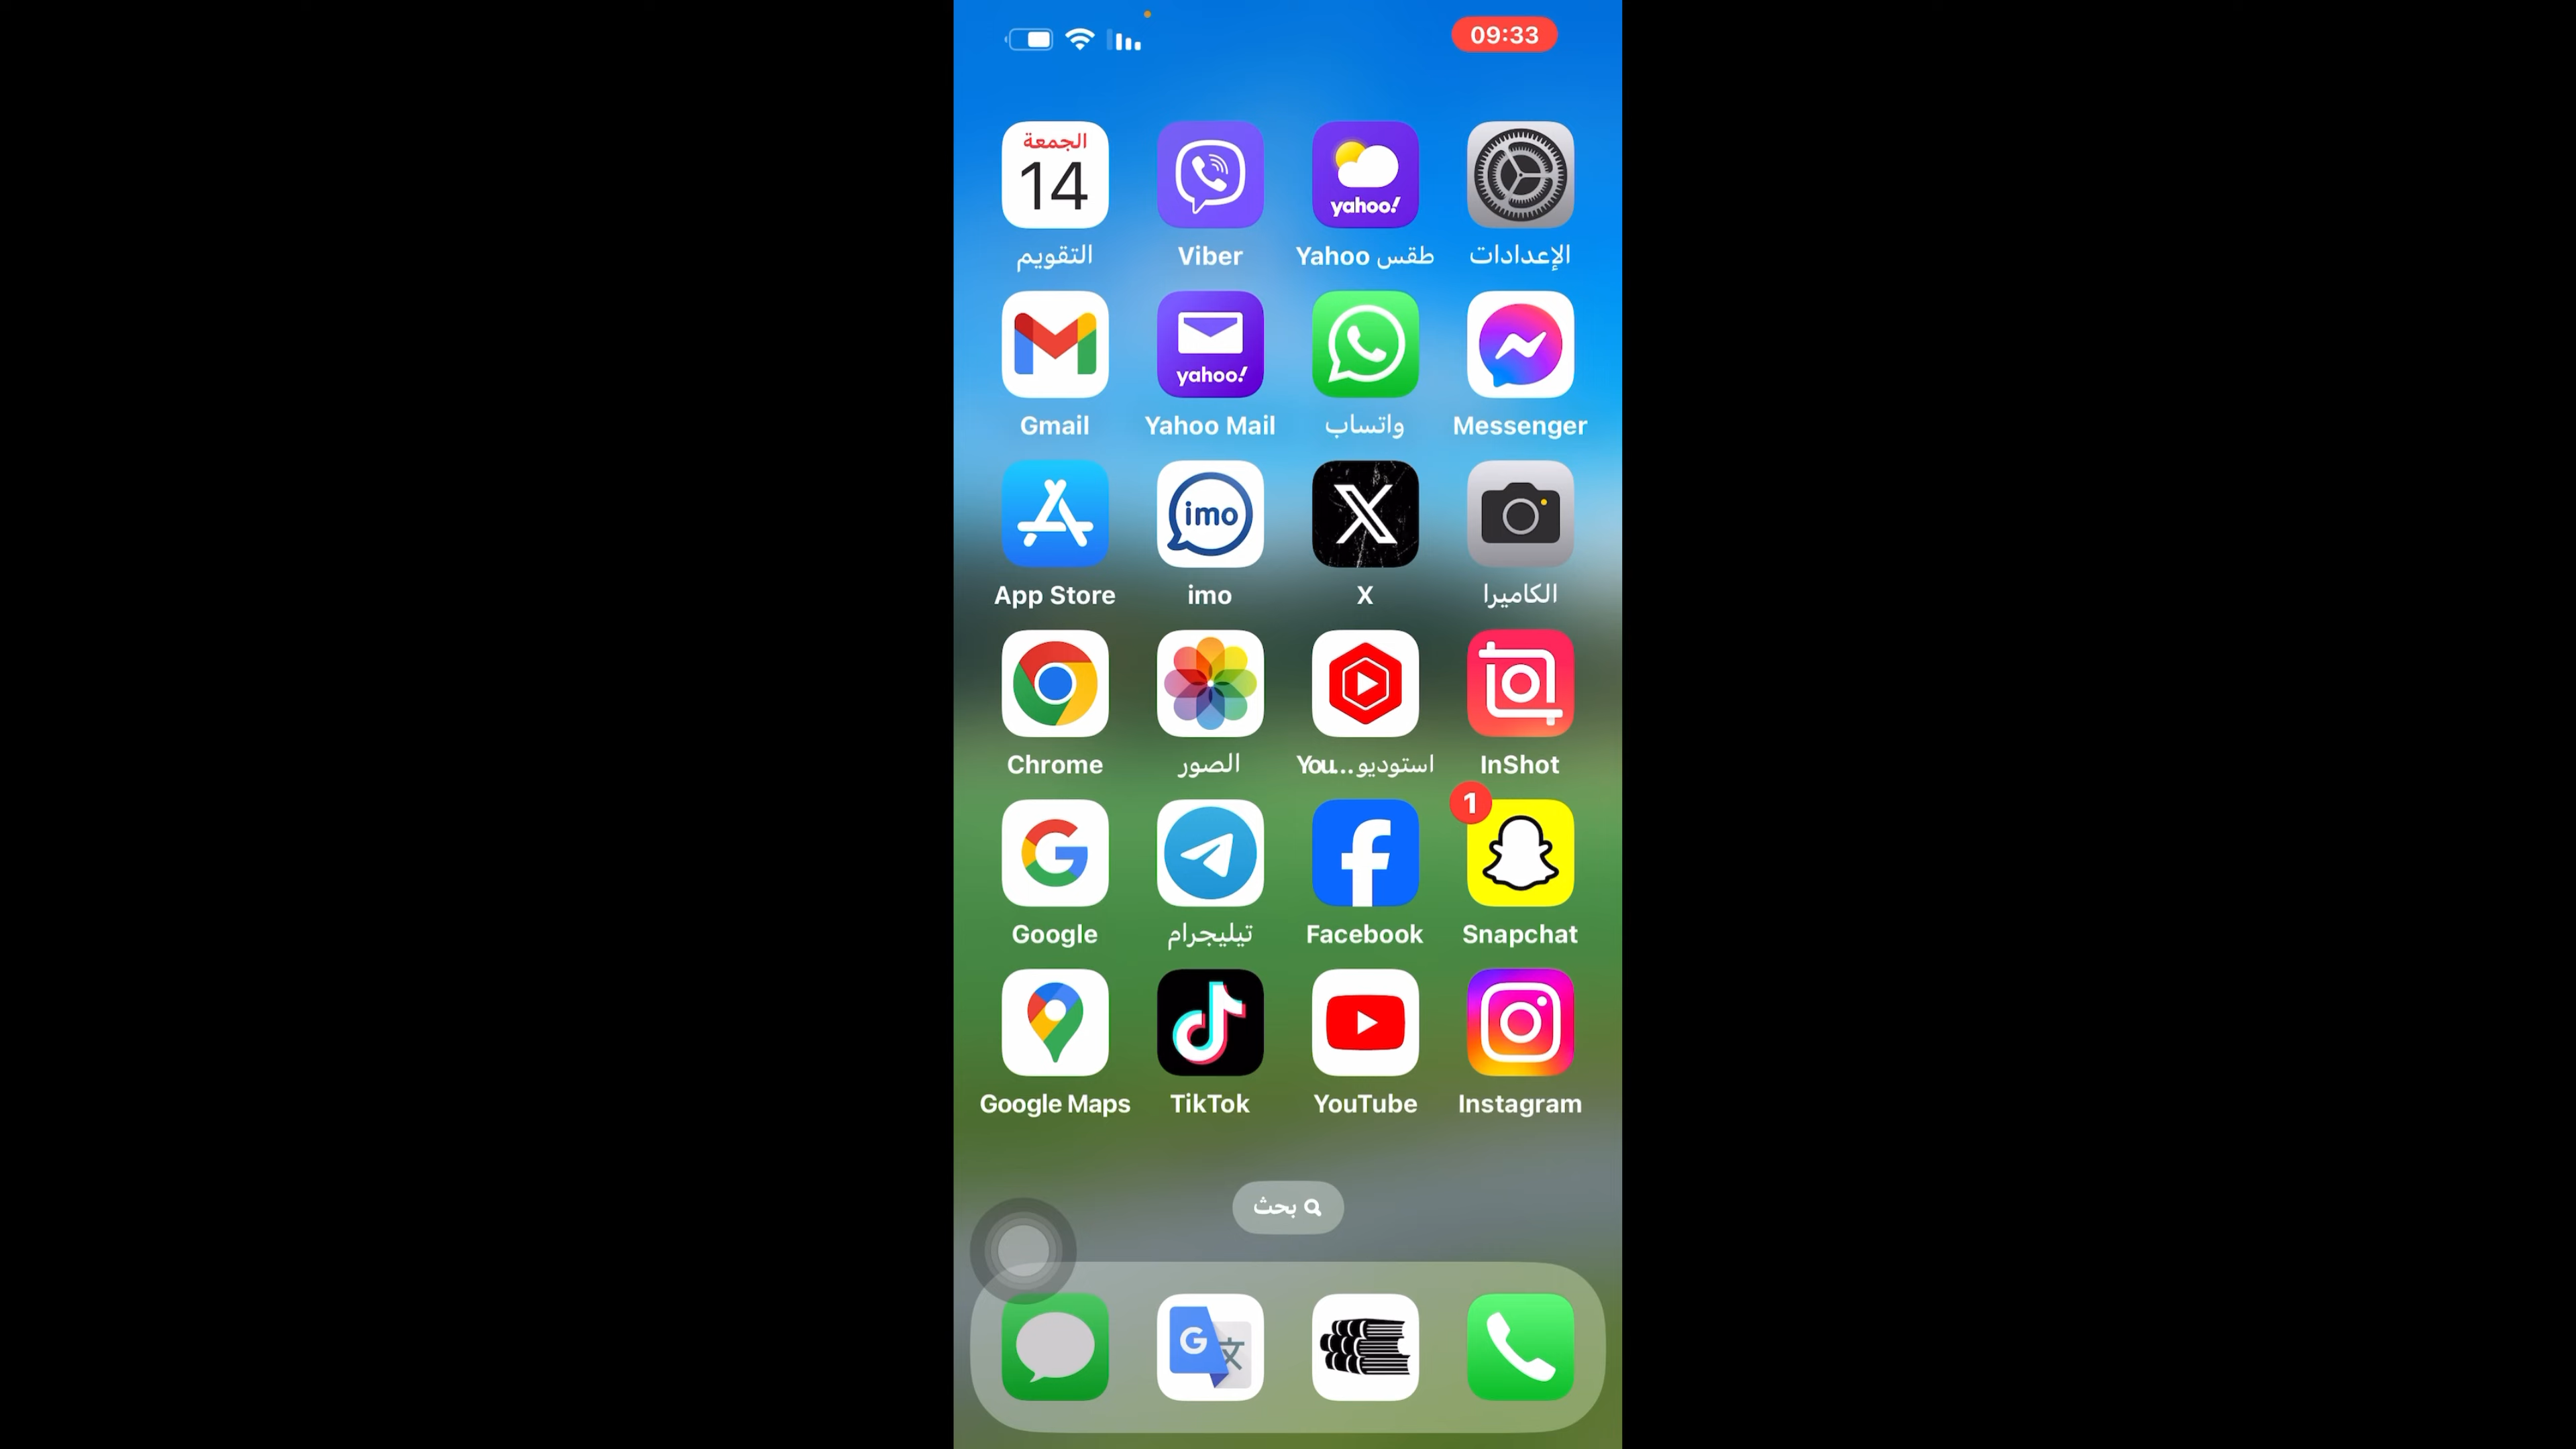 09:33
الجمعة
14
yahoo!
التقويم
Viber
طقس Yahoo
الإعدادات
yahoo!
Gmail
Yahoo Mail
واتساب
Messenger
imo
App Store
imo
X
الكاميرا
Chrome
الصور
استوديو You...
InShot
1
Google
تيليجرام
Facebook
Snapchat
Google Maps
TikTok
YouTube
Instagram
بحث
G 文